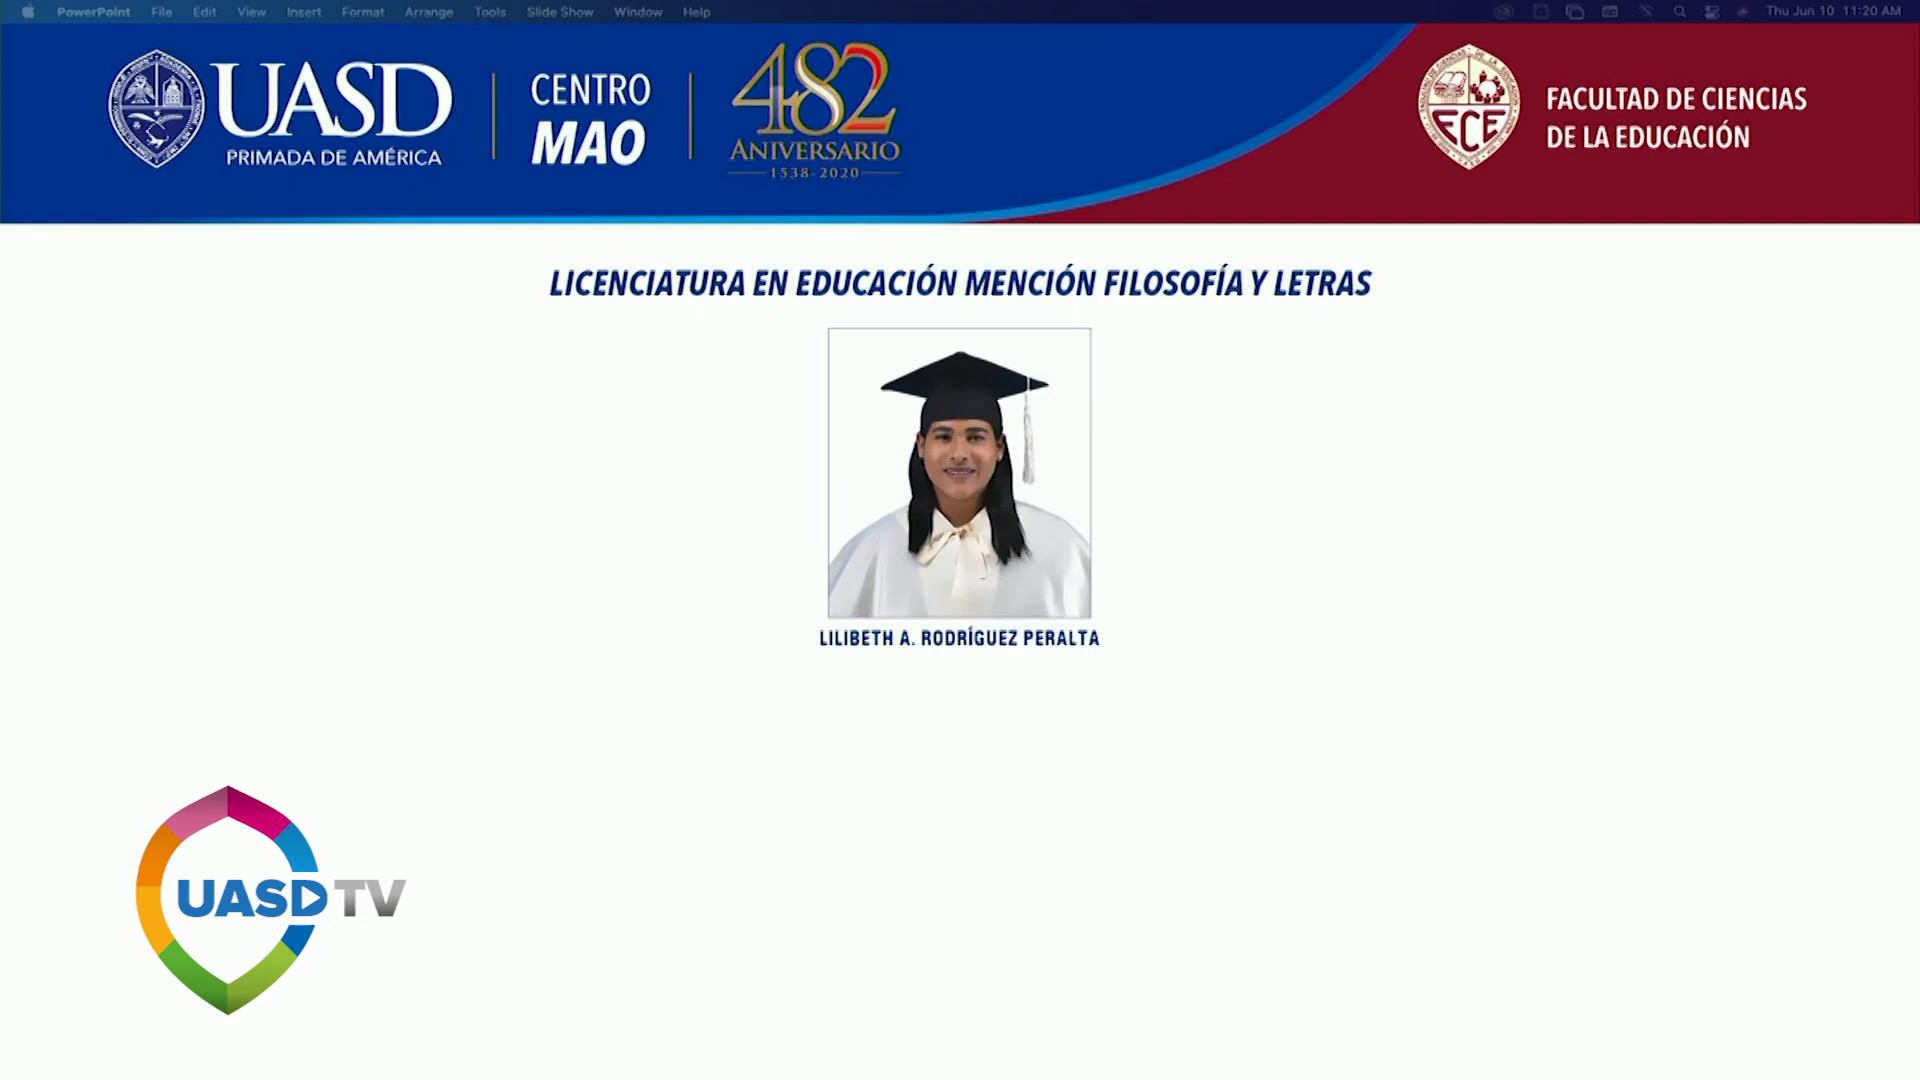 PowerPoint File Edit View Insert Format Arrange Tools Slide Show Window Help Thu Jun 10 11:20 AM
UASD
PRIMADA DE AMÉRICA
CENTRO
MAO
482
ANIVERSARIO
1538-2020
FCE
FACULTAD DE CIENCIAS
DE LA EDUCACIÓN
LICENCIATURA EN EDUCACIÓN MENCIÓN FILOSOFÍA Y LETRAS
LILIBETH A. RODRÍGUEZ PERALTA
UASD TV